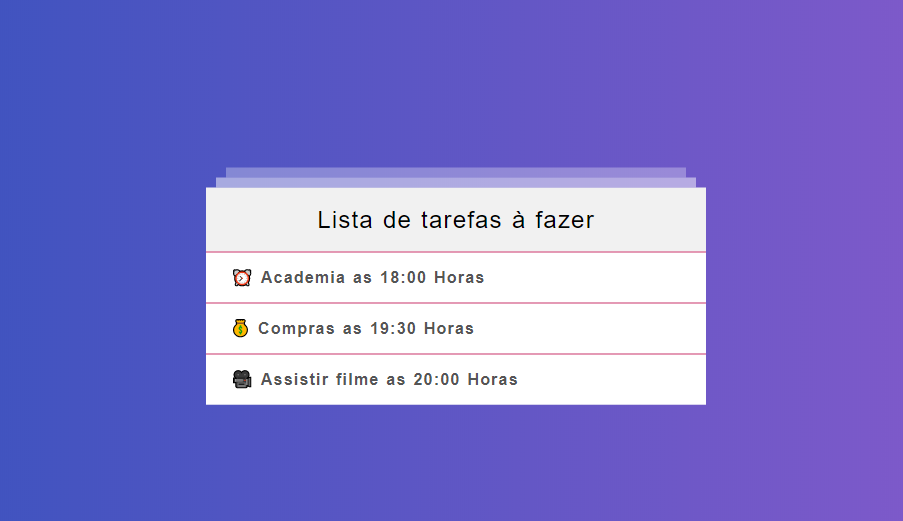 Lista de tarefas à fazer
⏰ Academia as 18:00 Horas
💰 Compras as 19:30 Horas
🎥 Assistir filme as 20:00 Horas